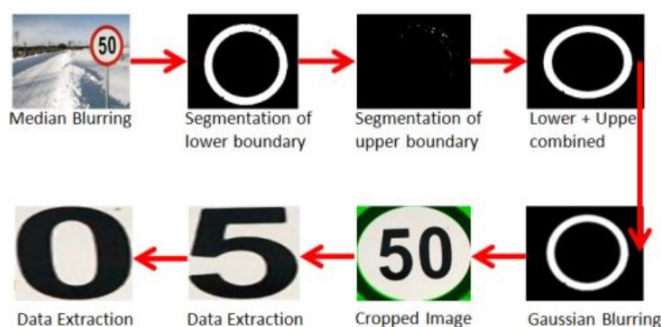 50
Median Blurring
Segmentation of
lower boundary
Segmentation of
upper boundary
Lower + Uppe
combined
0
5
50
Data Extraction
Data Extraction
Cropped Image
Gaussian Blurring